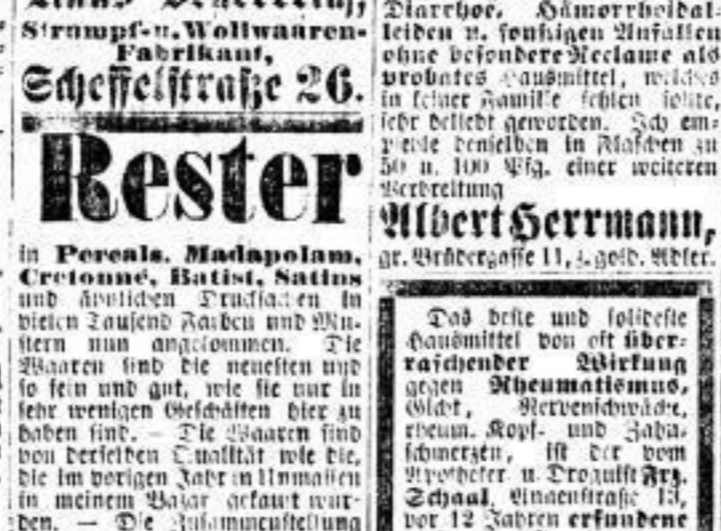 Strumpf- u. Wollwaaren-
Fabrikant,
Scheffelstraße 26.
Rester
in Percals, Madapolam,
Cretonne, Batist, Satins
und ähnlichen Drucksachen in
vielen Tausend Farben und Mu-
stern nun angekommen. Die
Waaren sind die neuesten und
so fein und gut, wie sie nur in
sehr wenigen Geschäften hier zu
haben sind. – Die Waaren sind
von derselben Qualität wie die,
die im vorigen Jahr in Unmassen
in meinem Bazar gekauft wur-
den. – Die Zusammenstellung
Diarrhoe, Hämorrhoidal-
leiden u. sonstigen Unfällen
ohne besondere Reclame als
probates Hausmittel, welches
in keiner Familie fehlen sollte,
sehr beliebt geworden. Ich em-
pfehle denselben in Flaschen zu
50 u. 100 Pfg. einer weiteren
Verbreitung
Albert Herrmann,
gr. Brüdergasse 11, z. gold. Adler.
Das beste und solideste
Hausmittel von oft über-
raschender Wirkung
gegen Rheumatismus,
Gicht, Nervenschwäche,
rheum. Kopf- und Zahn-
schmerzen, ist der vom
Apotheker u. Droguist Frz.
Schaal, Annenstraße 13,
vor 12 Jahren erfundene